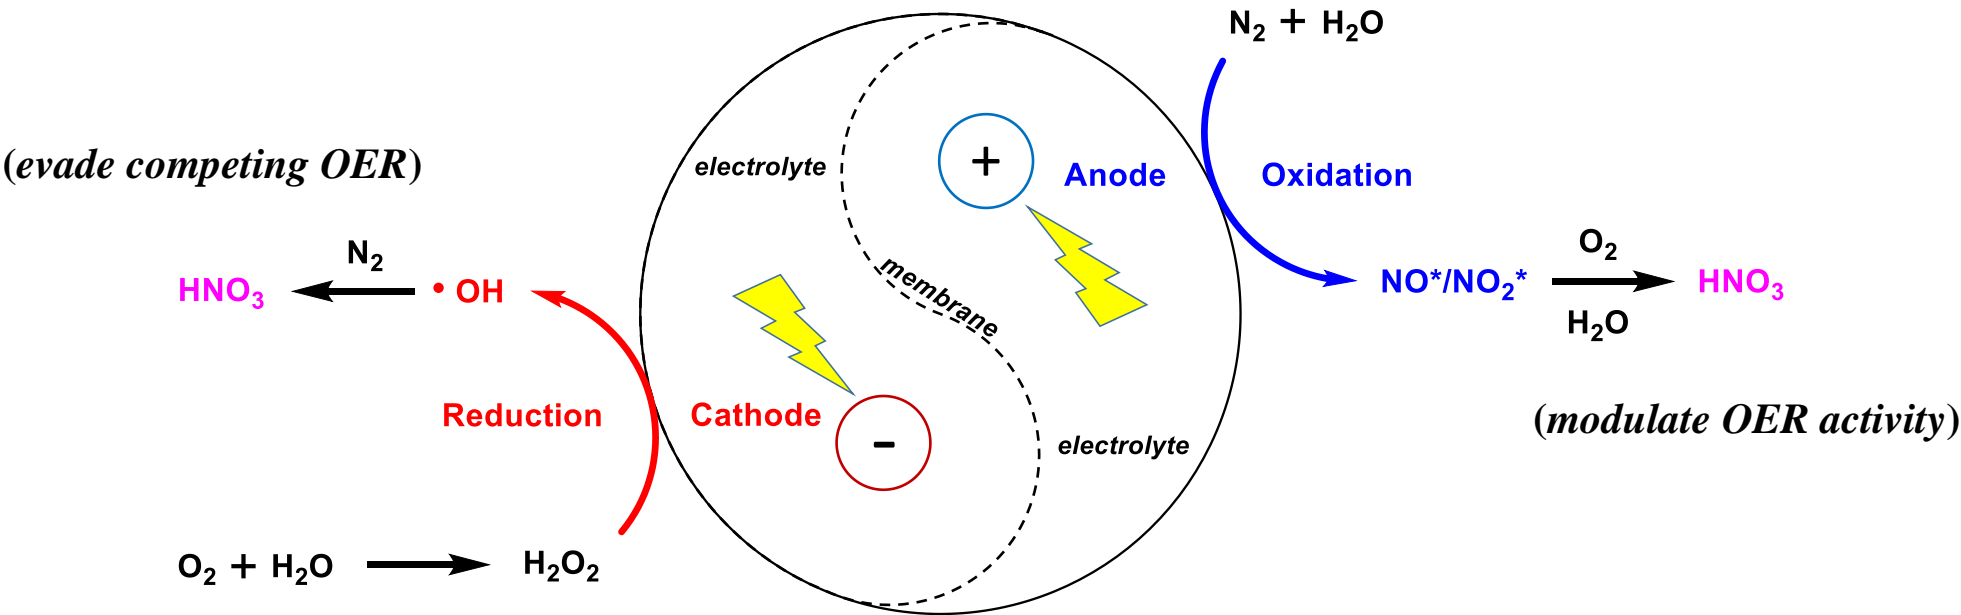 N₂ + H₂O
(evade competing OER)
electrolyte
+
Anode
Oxidation
N₂
HNO₃
•OH
membrane
NO*/NO₂*
O₂
H₂O
HNO₃
Reduction
Cathode
-
electrolyte
(modulate OER activity)
O₂ + H₂O
H₂O₂